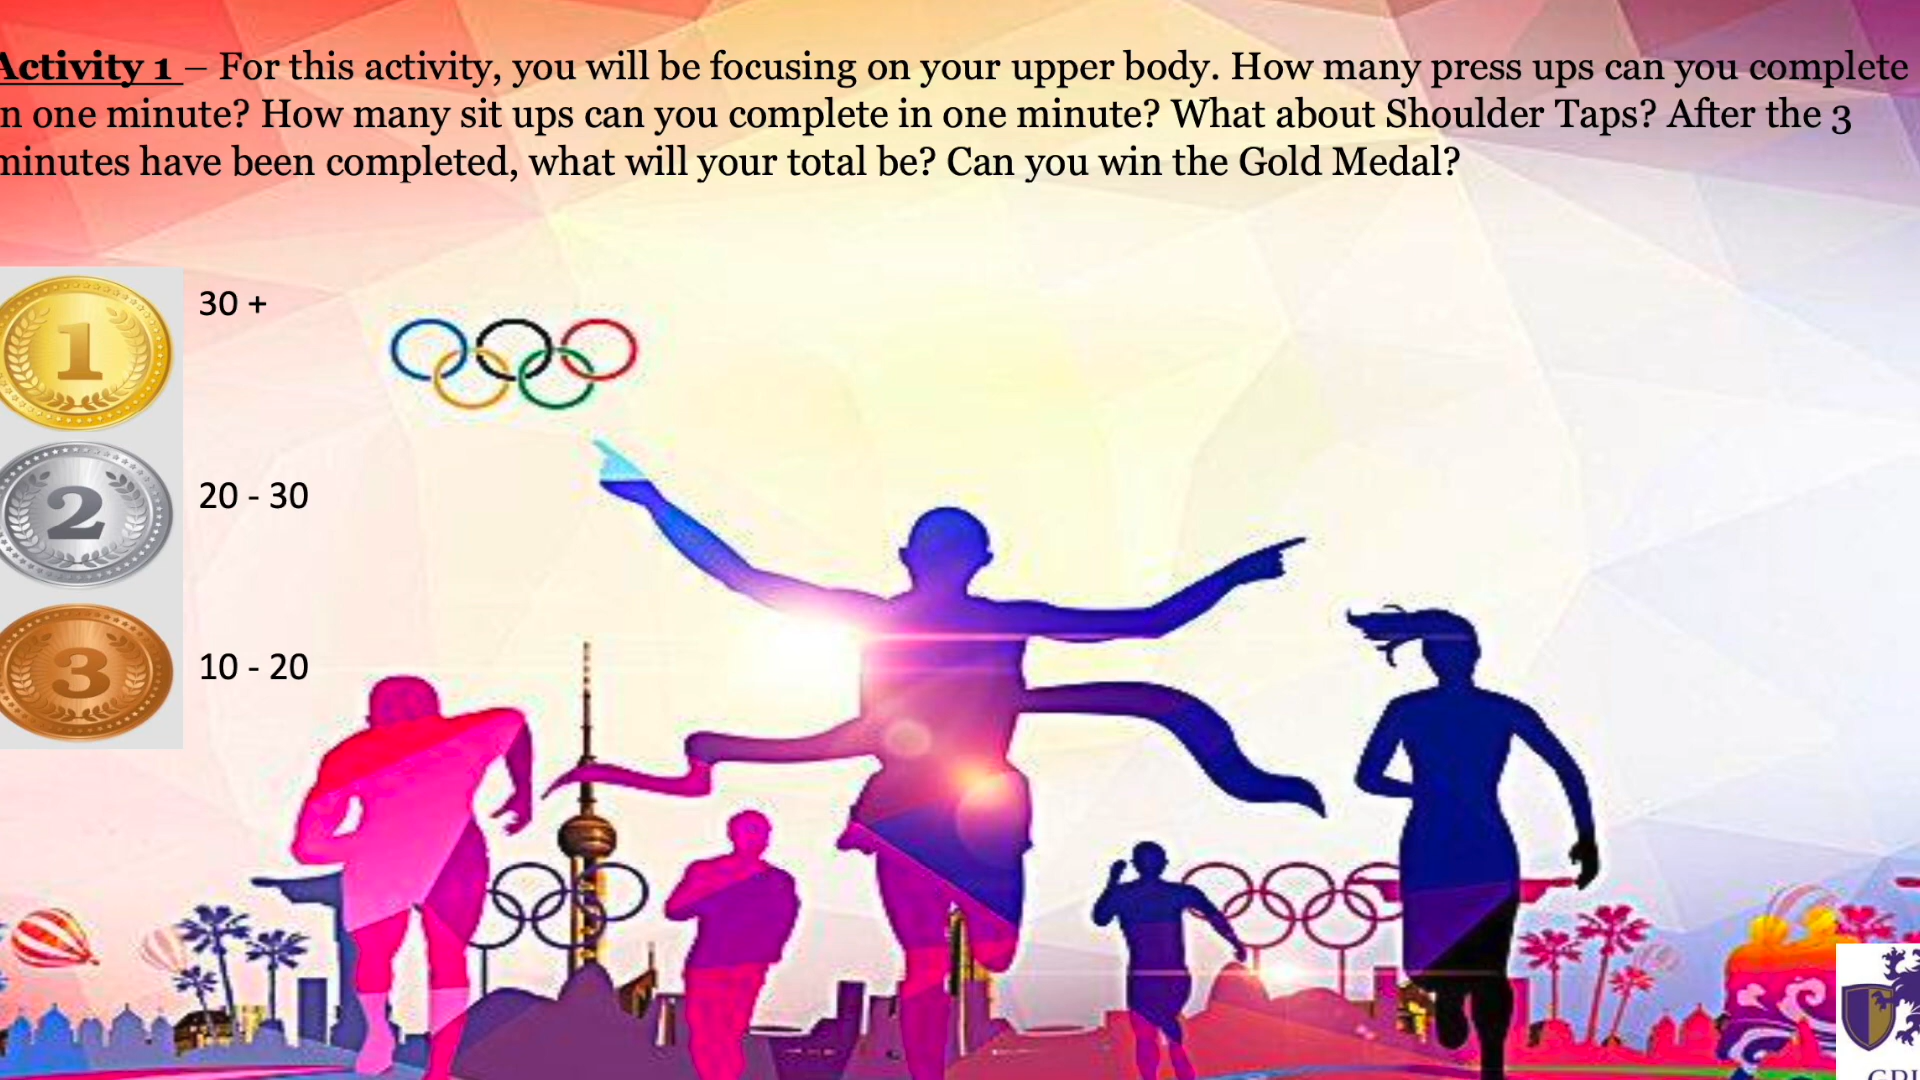 Activity 1 – For this activity, you will be focusing on your upper body. How many press ups can you complete
in one minute? How many sit ups can you complete in one minute? What about Shoulder Taps? After the 3
minutes have been completed, what will your total be? Can you win the Gold Medal?
1
30 +
2
20 - 30
3
10 - 20